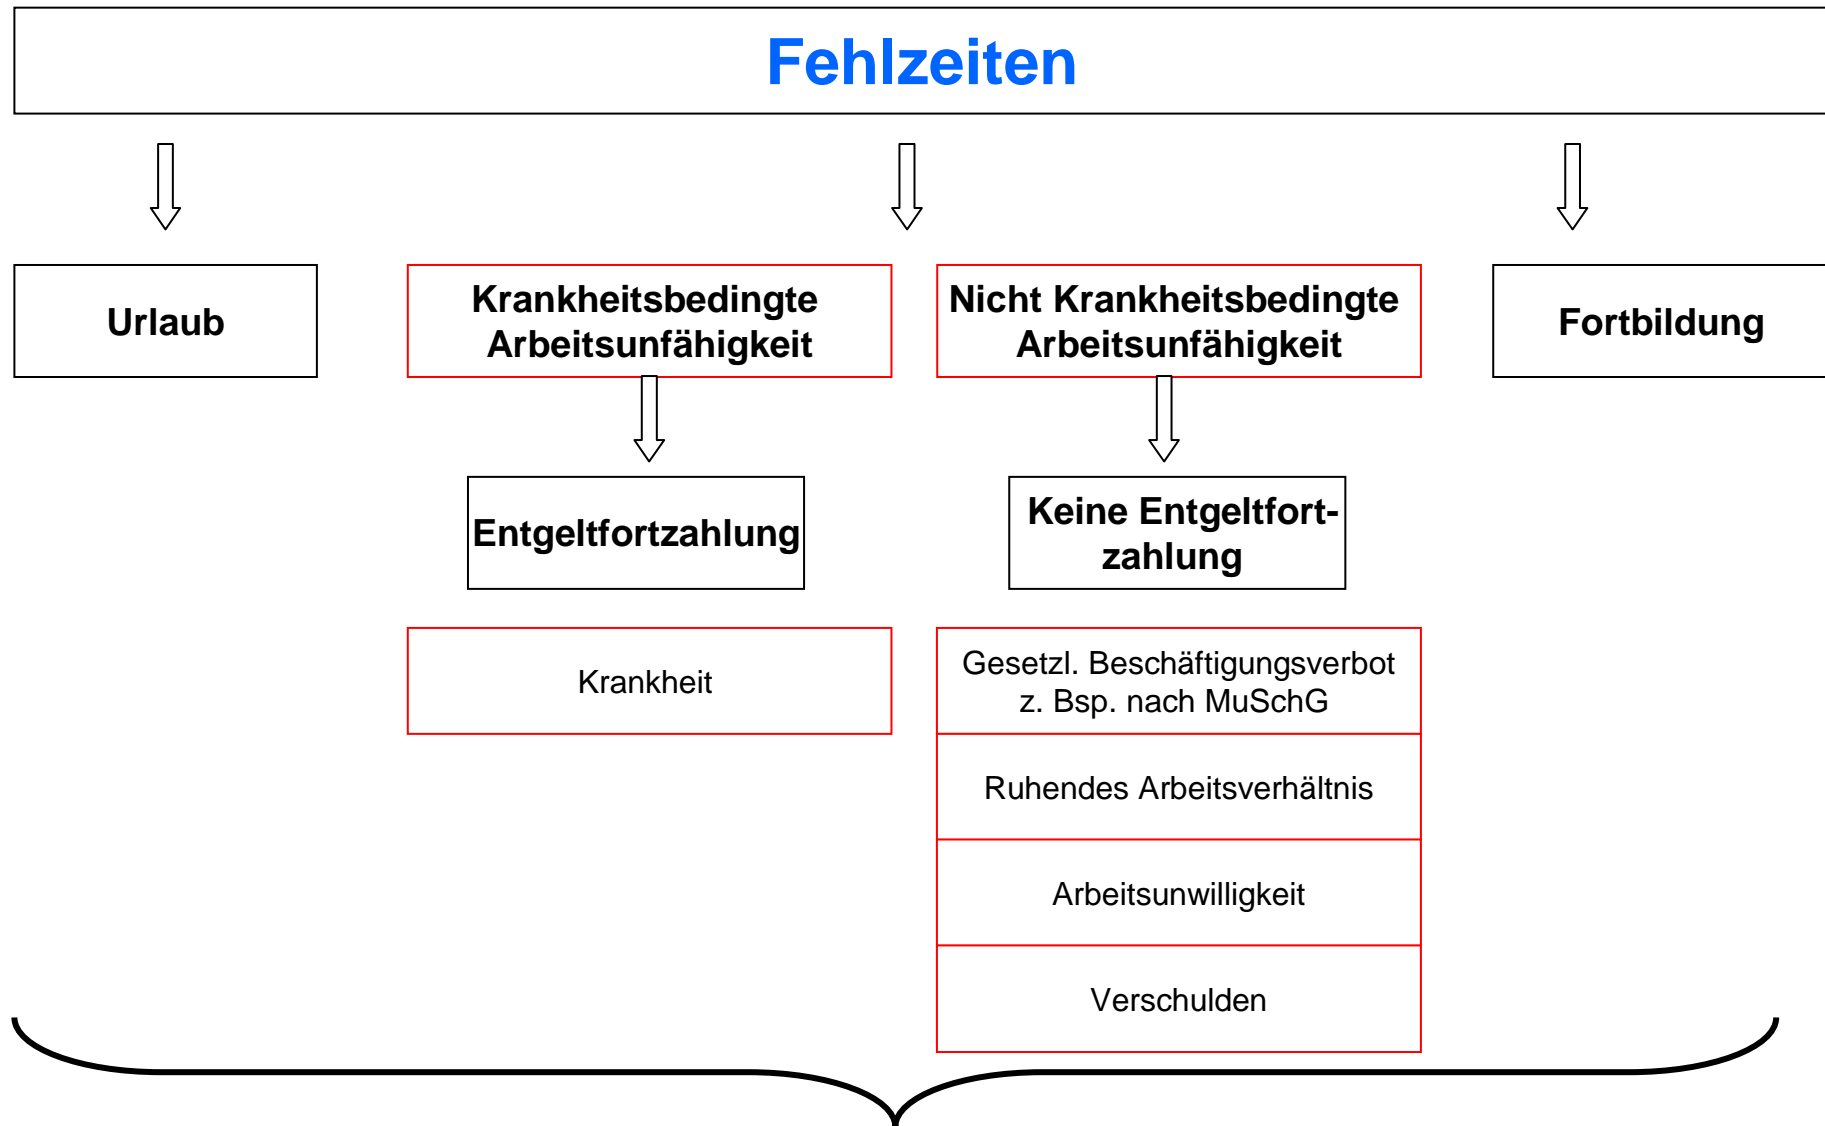 Fehlzeiten
Urlaub
Krankheitsbedingte
Arbeitsunfähigkeit
Nicht Krankheitsbedingte
Arbeitsunfähigkeit
Fortbildung
Entgeltfortzahlung
Keine Entgeltfort-
zahlung
Krankheit
Gesetzl. Beschäftigungsverbot
z. Bsp. nach MuSchG
Ruhendes Arbeitsverhältnis
Arbeitsunwilligkeit
Verschulden